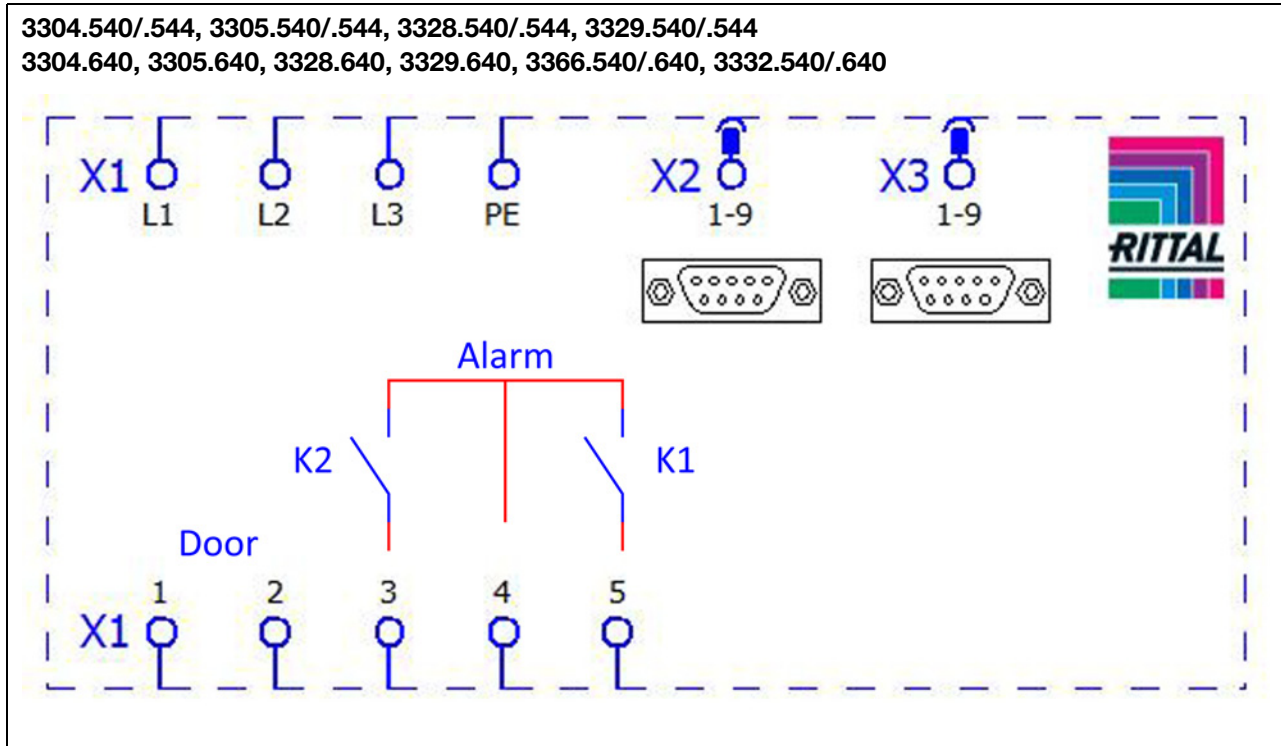 3304.540/.544, 3305.540/.544, 3328.540/.544, 3329.540/.544
3304.640, 3305.640, 3328.640, 3329.640, 3366.540/.640, 3332.540/.640
X1 X2 X3
L1 L2 L3 PE 1-9 1-9
RITTAL
Alarm
K2 K1
Door
1 2 3 4 5
X1